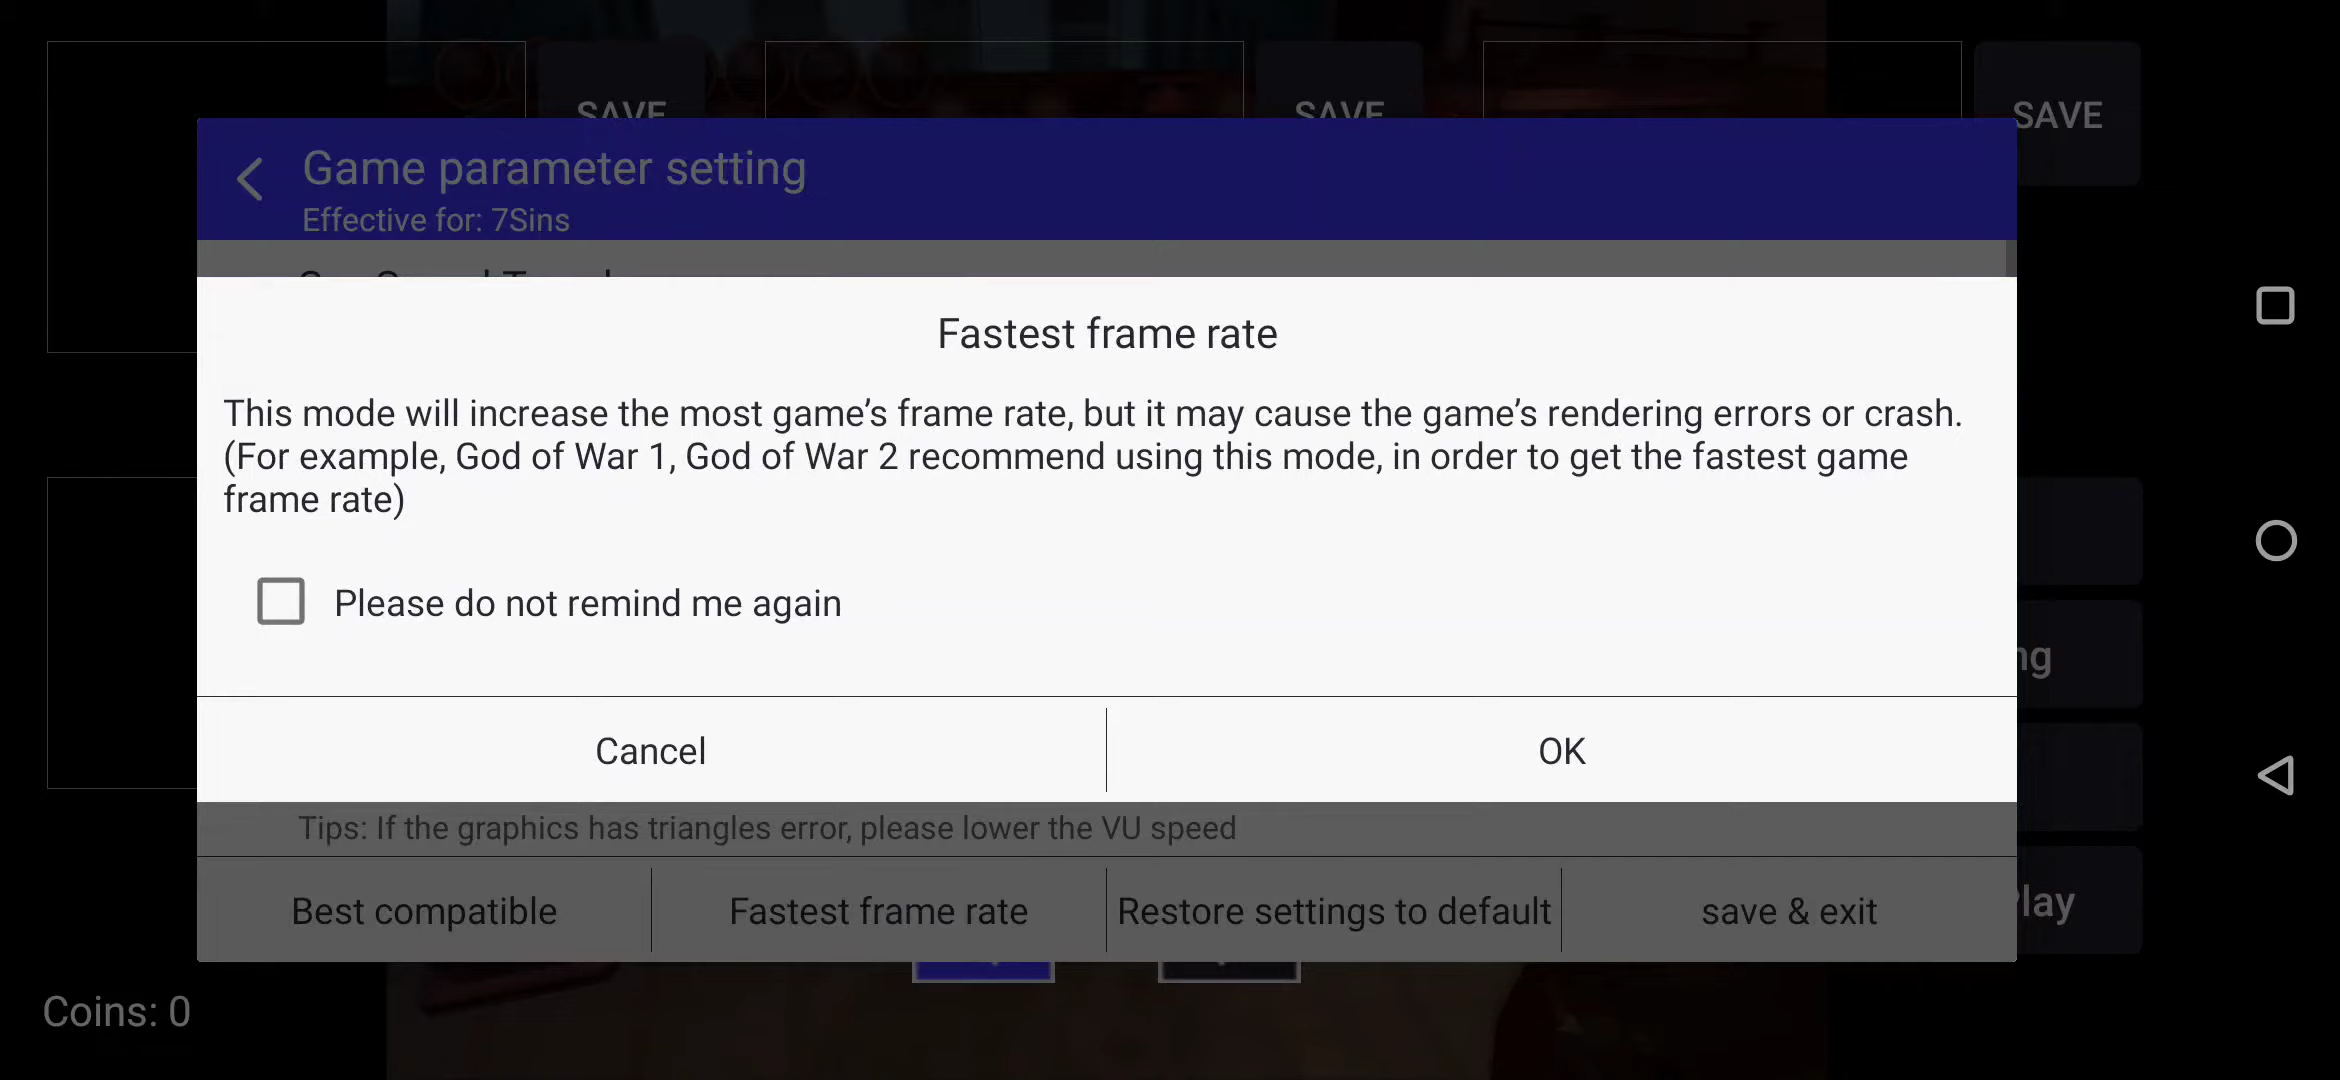 SAVE
SAVE
SAVE
Game parameter setting
Effective for: 7Sins
Fastest frame rate
This mode will increase the most game’s frame rate, but it may cause the game’s rendering errors or crash.
(For example, God of War 1, God of War 2 recommend using this mode, in order to get the fastest game
frame rate)
Please do not remind me again
Cancel
OK
Tips: If the graphics has triangles error, please lower the VU speed
Best compatible
Fastest frame rate
Restore settings to default
save & exit
Coins: 0